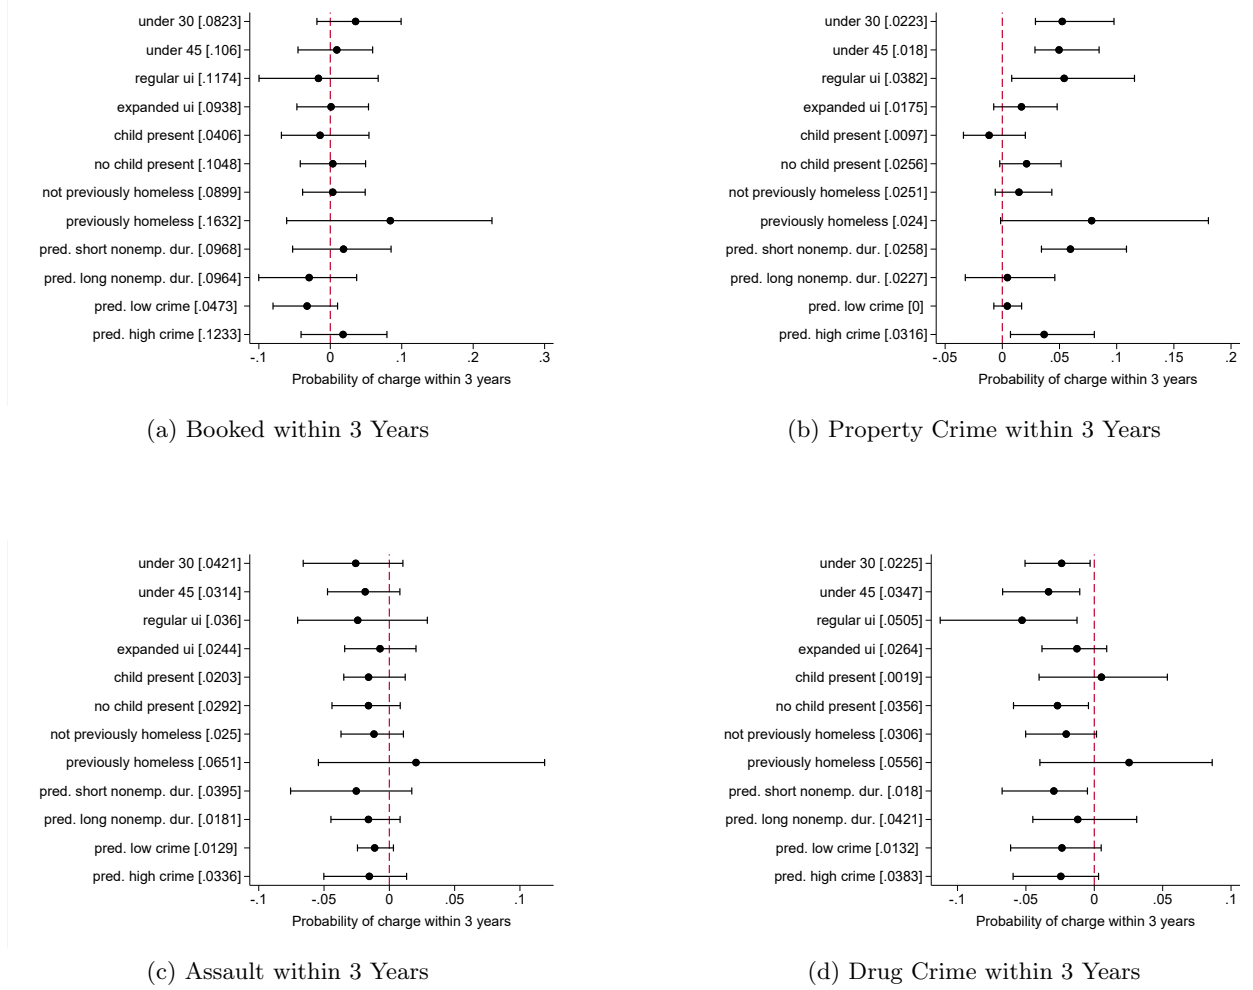 under 30 [.0823]
under 45 [.106]
regular ui [.1174]
expanded ui [.0938]
child present [.0406]
no child present [.1048]
not previously homeless [.0899]
previously homeless [.1632]
pred. short nonemp. dur. [.0968]
pred. long nonemp. dur. [.0964]
pred. low crime [.0473]
pred. high crime [.1233]
-.1 0 .1 .2 .3
Probability of charge within 3 years
(a) Booked within 3 Years
under 30 [.0223]
under 45 [.018]
regular ui [.0382]
expanded ui [.0175]
child present [.0097]
no child present [.0256]
not previously homeless [.0251]
previously homeless [.024]
pred. short nonemp. dur. [.0258]
pred. long nonemp. dur. [.0227]
pred. low crime [0]
pred. high crime [.0316]
-.05 0 .05 .1 .15 .2
Probability of charge within 3 years
(b) Property Crime within 3 Years
under 30 [.0421]
under 45 [.0314]
regular ui [.036]
expanded ui [.0244]
child present [.0203]
no child present [.0292]
not previously homeless [.025]
previously homeless [.0651]
pred. short nonemp. dur. [.0395]
pred. long nonemp. dur. [.0181]
pred. low crime [.0129]
pred. high crime [.0336]
-.1 -.05 0 .05 .1
Probability of charge within 3 years
(c) Assault within 3 Years
under 30 [.0225]
under 45 [.0347]
regular ui [.0505]
expanded ui [.0264]
child present [.0019]
no child present [.0356]
not previously homeless [.0306]
previously homeless [.0556]
pred. short nonemp. dur. [.018]
pred. long nonemp. dur. [.0421]
pred. low crime [.0132]
pred. high crime [.0383]
-.1 -.05 0 .05 .1
Probability of charge within 3 years
(d) Drug Crime within 3 Years